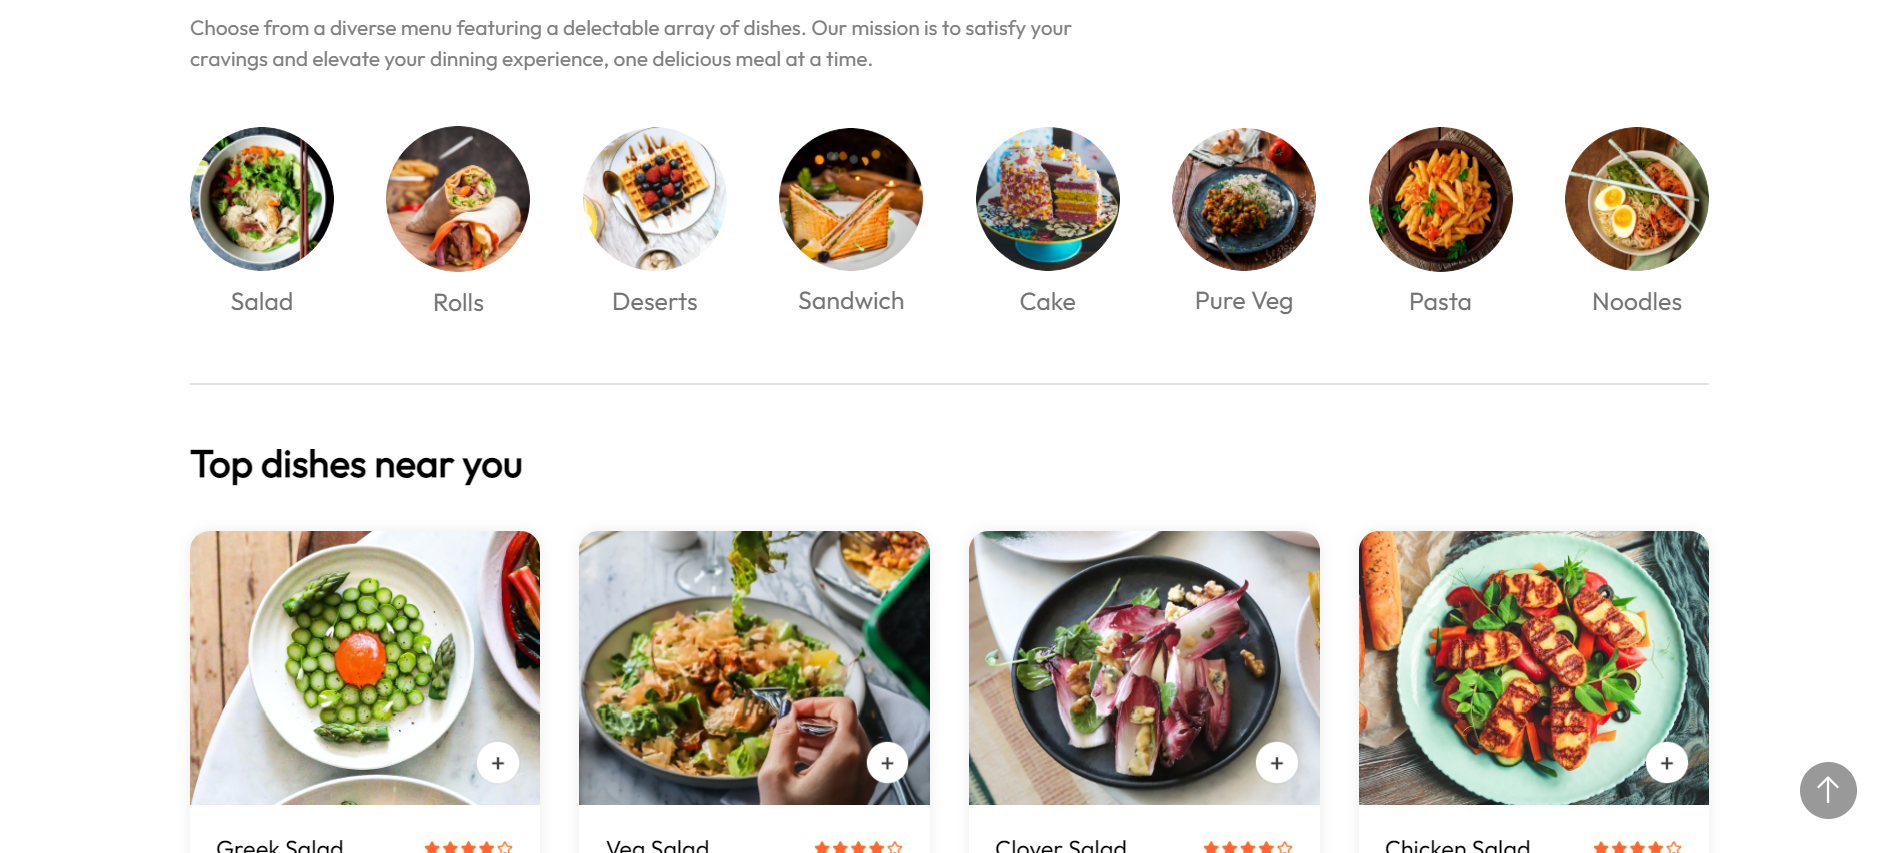 Choose from a diverse menu featuring a delectable array of dishes. Our mission is to satisfy your
cravings and elevate your dinning experience, one delicious meal at a time.
Salad
Rolls
Deserts
Sandwich
Cake
Pure Veg
Pasta
Noodles
Top dishes near you
Greek Salad
Veg Salad
Clover Salad
Chicken Salad